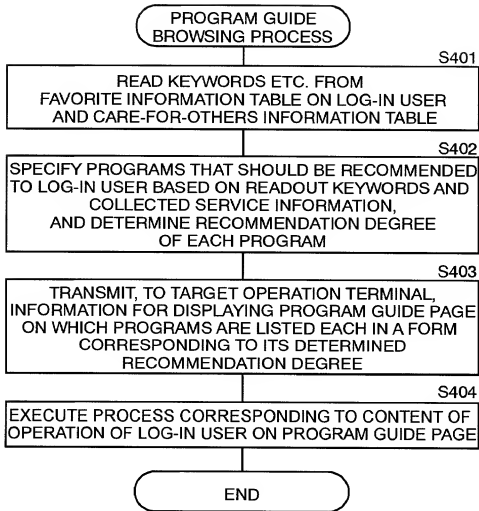 PROGRAM GUIDE
BROWSING PROCESS
S401
READ KEYWORDS ETC. FROM
FAVORITE INFORMATION TABLE ON LOG-IN USER
AND CARE-FOR-OTHERS INFORMATION TABLE
S402
SPECIFY PROGRAMS THAT SHOULD BE RECOMMENDED
TO LOG-IN USER BASED ON READOUT KEYWORDS AND
COLLECTED SERVICE INFORMATION,
AND DETERMINE RECOMMENDATION DEGREE
OF EACH PROGRAM
S403
TRANSMIT, TO TARGET OPERATION TERMINAL,
INFORMATION FOR DISPLAYING PROGRAM GUIDE PAGE
ON WHICH PROGRAMS ARE LISTED EACH IN A FORM
CORRESPONDING TO ITS DETERMINED
RECOMMENDATION DEGREE
S404
EXECUTE PROCESS CORRESPONDING TO CONTENT OF
OPERATION OF LOG-IN USER ON PROGRAM GUIDE PAGE
END